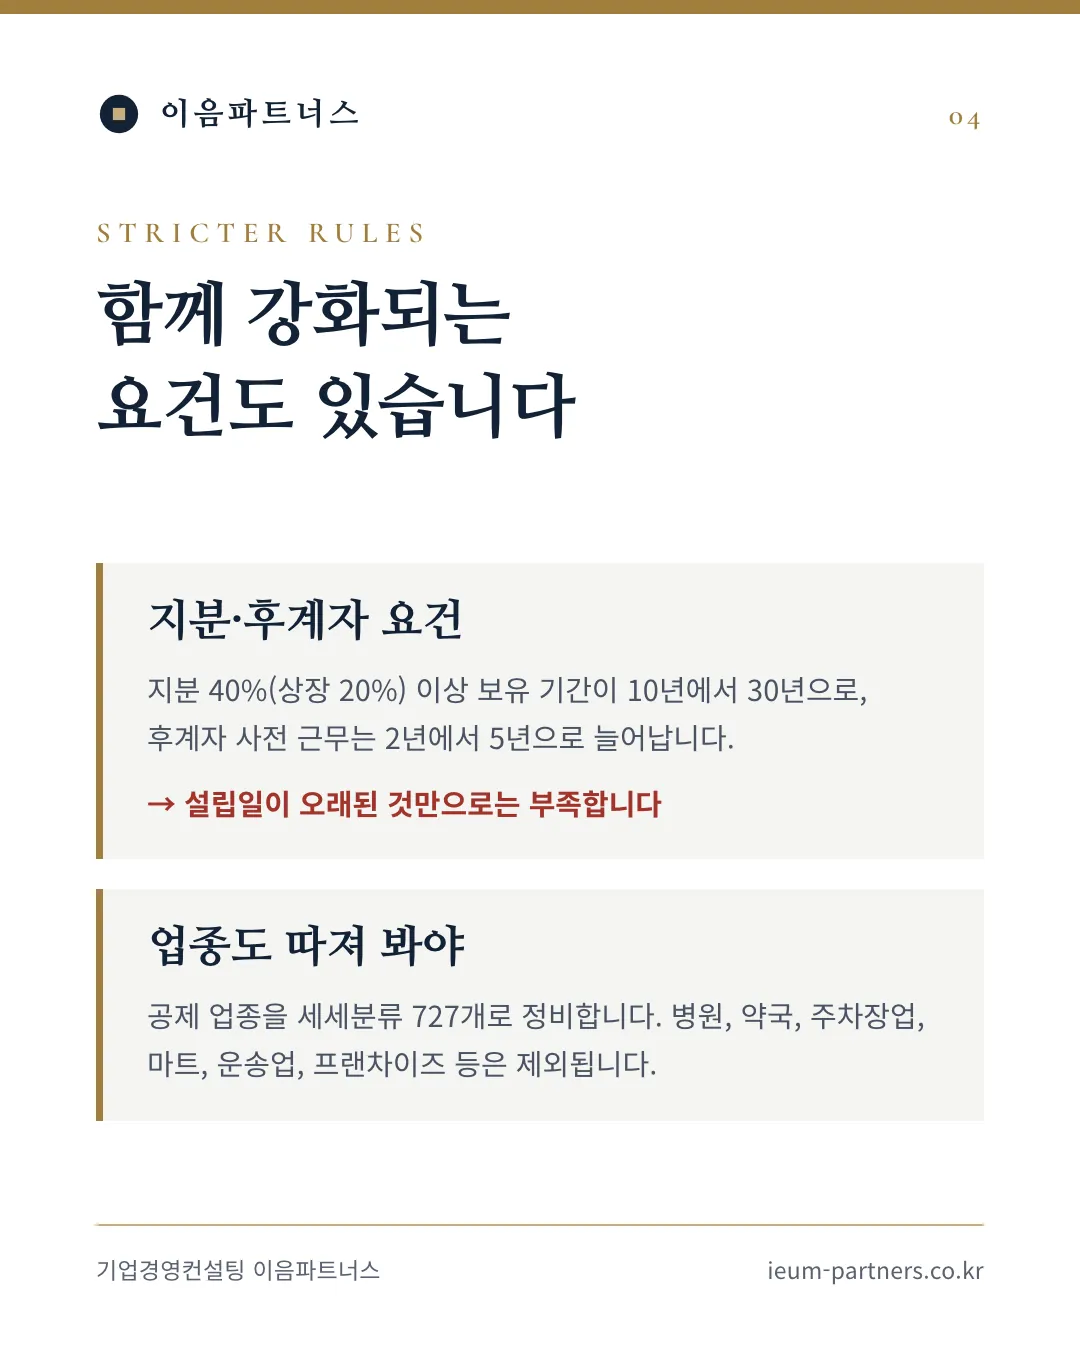 이음파트너스
04
STRICTER RULES
함께 강화되는
요건도 있습니다
지분·후계자 요건
지분 40%(상장 20%) 이상 보유 기간이 10년에서 30년으로,
후계자 사전 근무는 2년에서 5년으로 늘어납니다.
→ 설립일이 오래된 것만으로는 부족합니다
업종도 따져 봐야
공제 업종을 세세분류 727개로 정비합니다. 병원, 약국, 주차장업,
마트, 운송업, 프랜차이즈 등은 제외됩니다.
기업경영컨설팅 이음파트너스
ieum-partners.co.kr